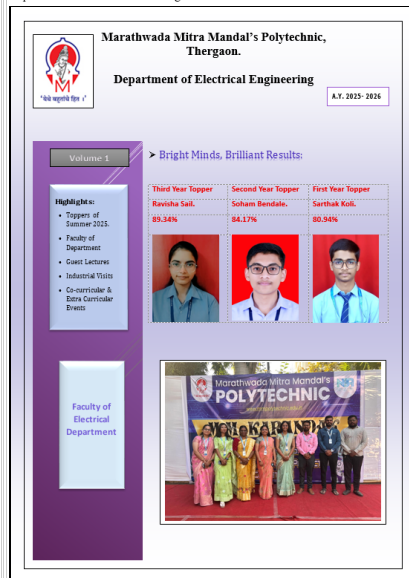 Marathwada Mitra Mandal's Polytechnic,
Thergaon.
Department of Electrical Engineering
A.Y. 2025- 2026
"येथे बहुतांचे हित ।"
Volume 1
Highlights:
• Toppers of
Summer 2025.
• Faculty of
Department
• Guest Lectures
• Industrial Visits
• Co-curricular &
Extra Curricular
Events
➤ Bright Minds, Brilliant Results:
Third Year Topper Second Year Topper First Year Topper
Ravisha Sail. Soham Bendale. Sarthak Koli.
89.34% 84.17% 80.94%
Faculty of
Electrical
Department
Marathwada Mitra Mandal's
POLYTECHNIC